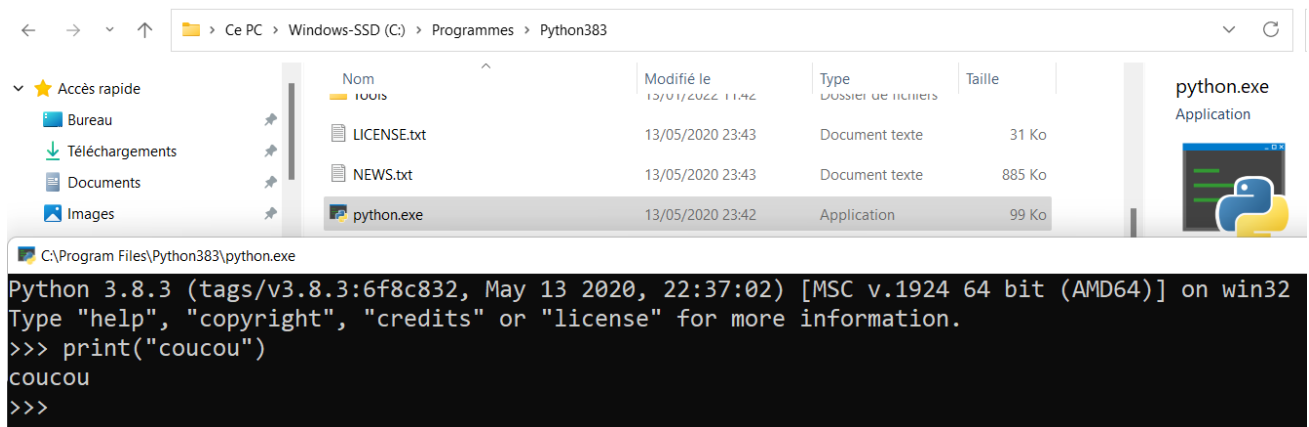 Ce PC > Windows-SSD (C:) > Programmes > Python383
Accès rapide
Bureau
Téléchargements
Documents
Images
Nom Modifié le Type Taille
Tools 13/01/2022 11:42 Dossier de fichiers
LICENSE.txt 13/05/2020 23:43 Document texte 31 Ko
NEWS.txt 13/05/2020 23:43 Document texte 885 Ko
python.exe 13/05/2020 23:42 Application 99 Ko
python.exe
Application
C:\Program Files\Python383\python.exe
Python 3.8.3 (tags/v3.8.3:6f8c832, May 13 2020, 22:37:02) [MSC v.1924 64 bit (AMD64)] on win32
Type "help", "copyright", "credits" or "license" for more information.
>>> print("coucou")
coucou
>>>